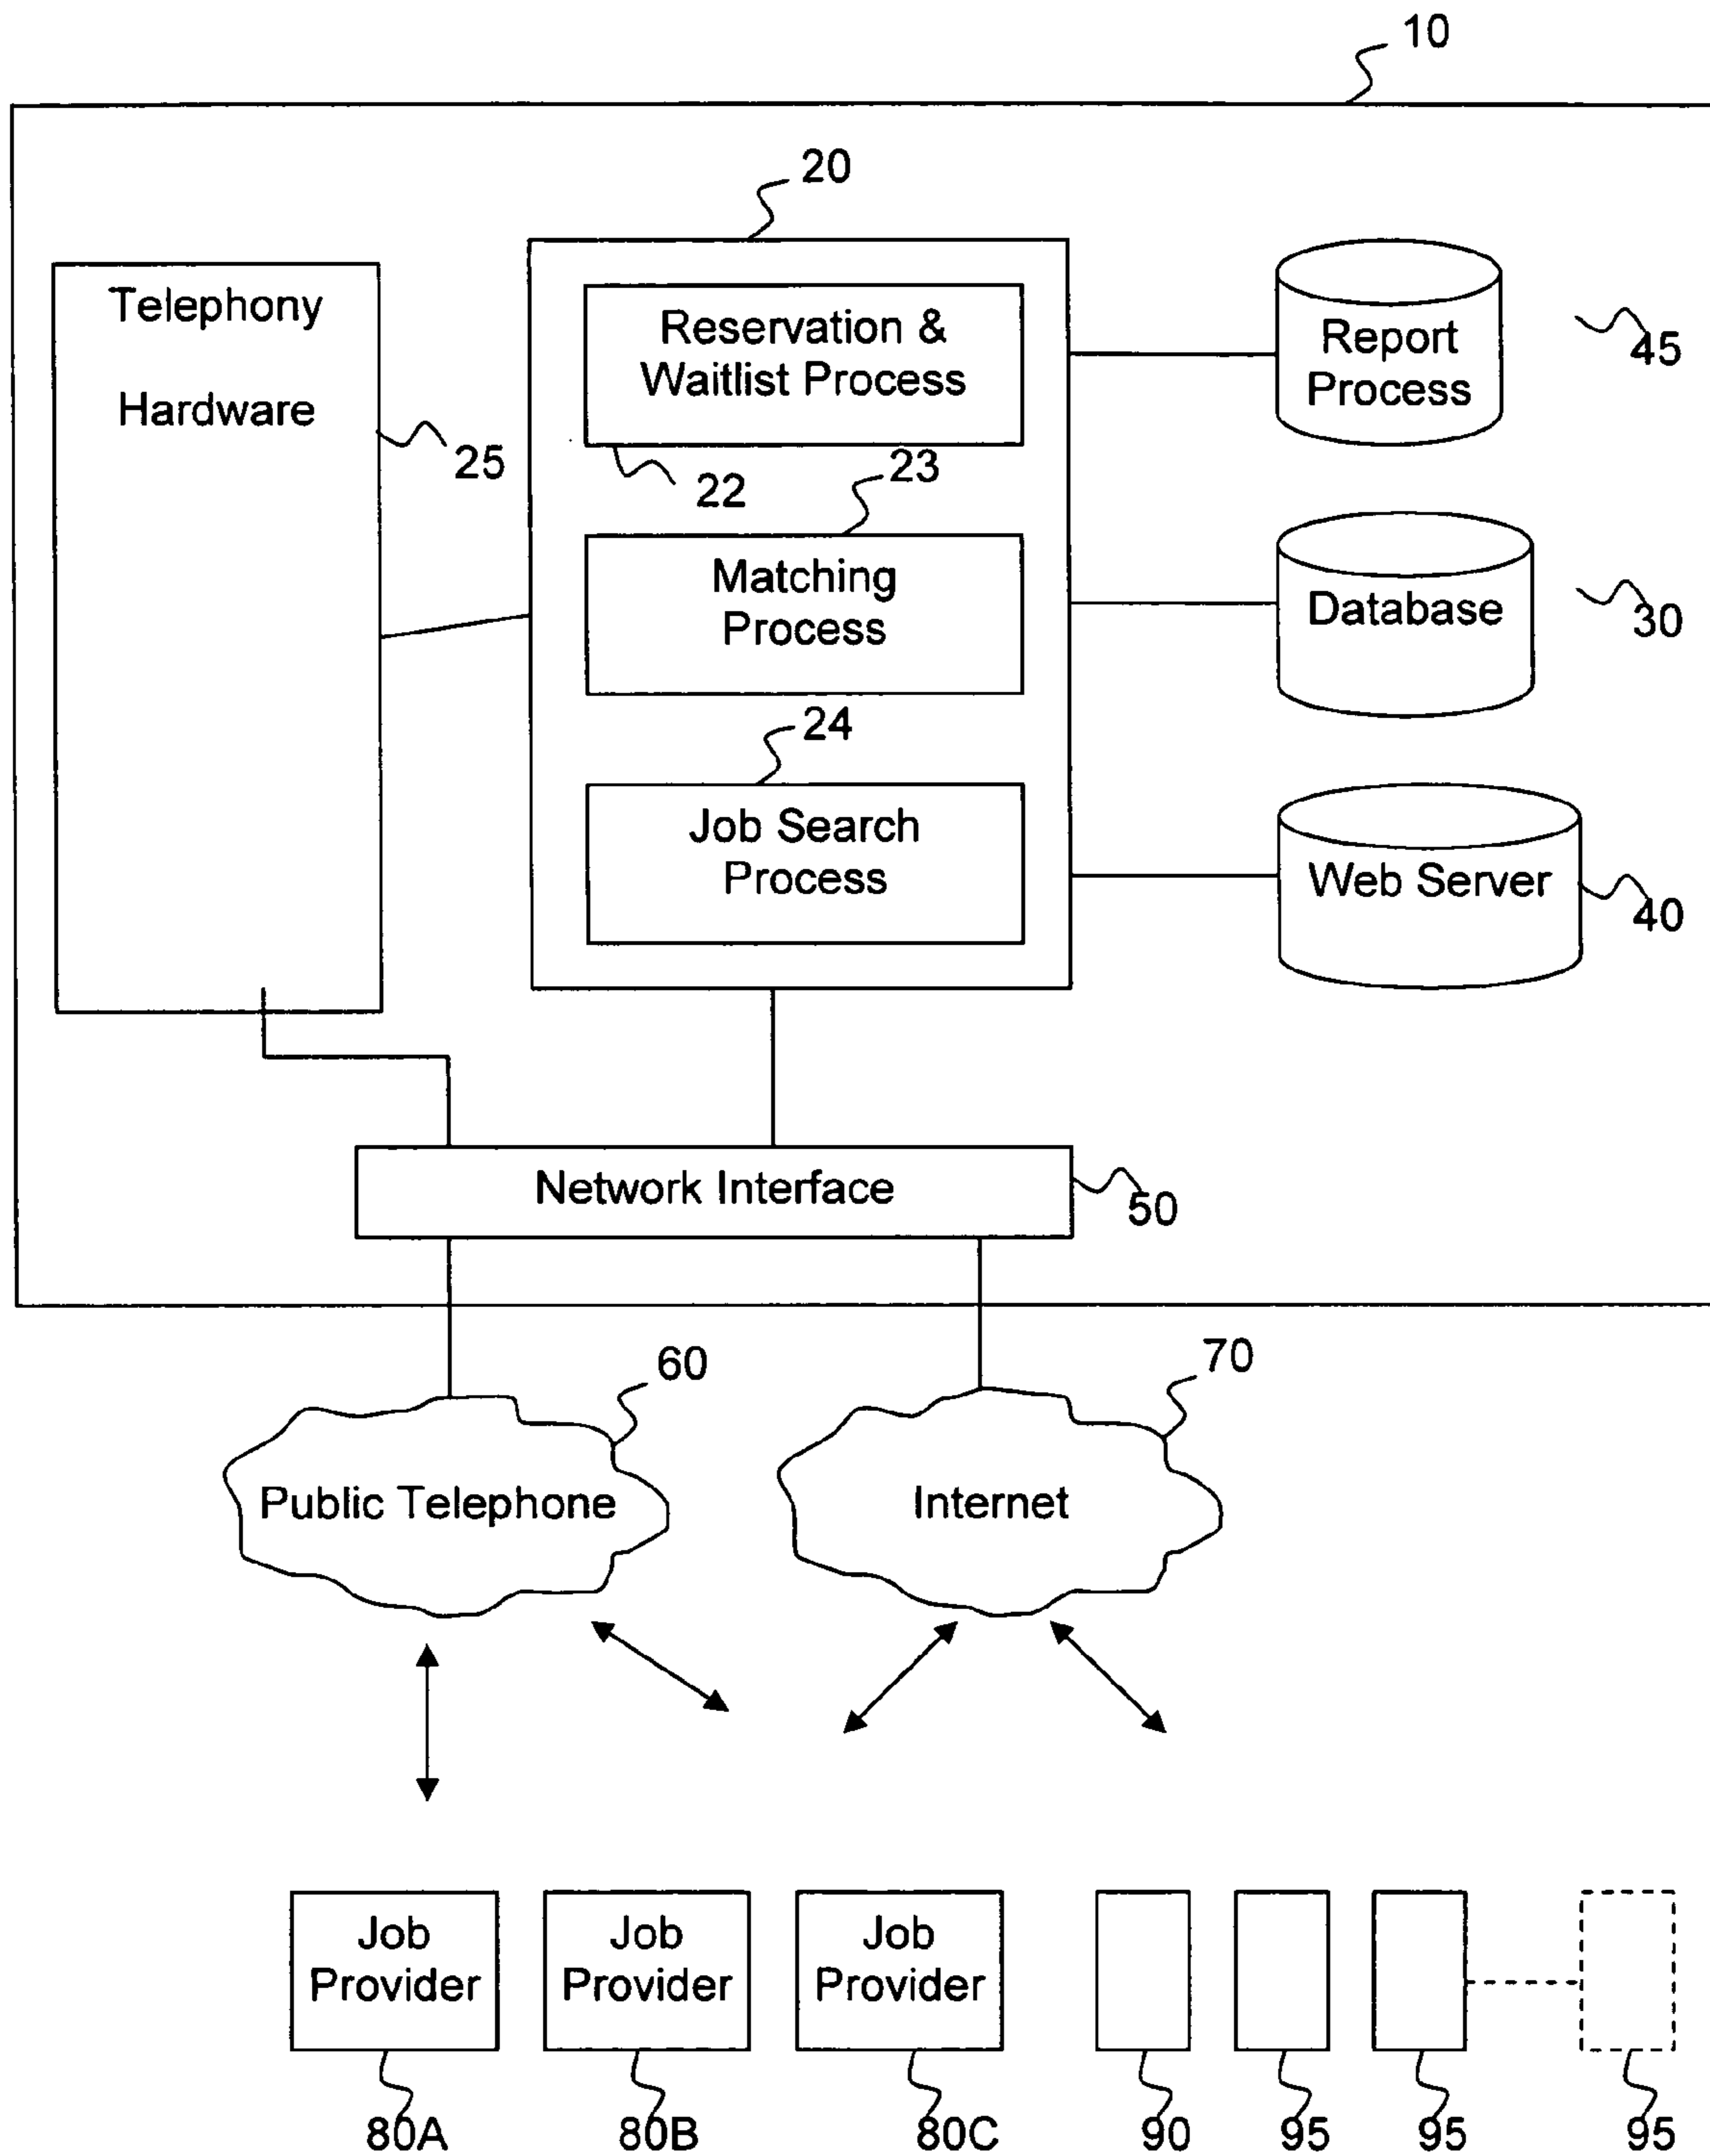 10
20
Telephony
Hardware
25
Reservation &
Waitlist Process
22
23
Matching
Process
24
Job Search
Process
Report
Process
45
Database
30
Web Server
40
Network Interface
50
60
70
Public Telephone
Internet
Job
Provider
Job
Provider
Job
Provider
80A
80B
80C
90
95
95
95